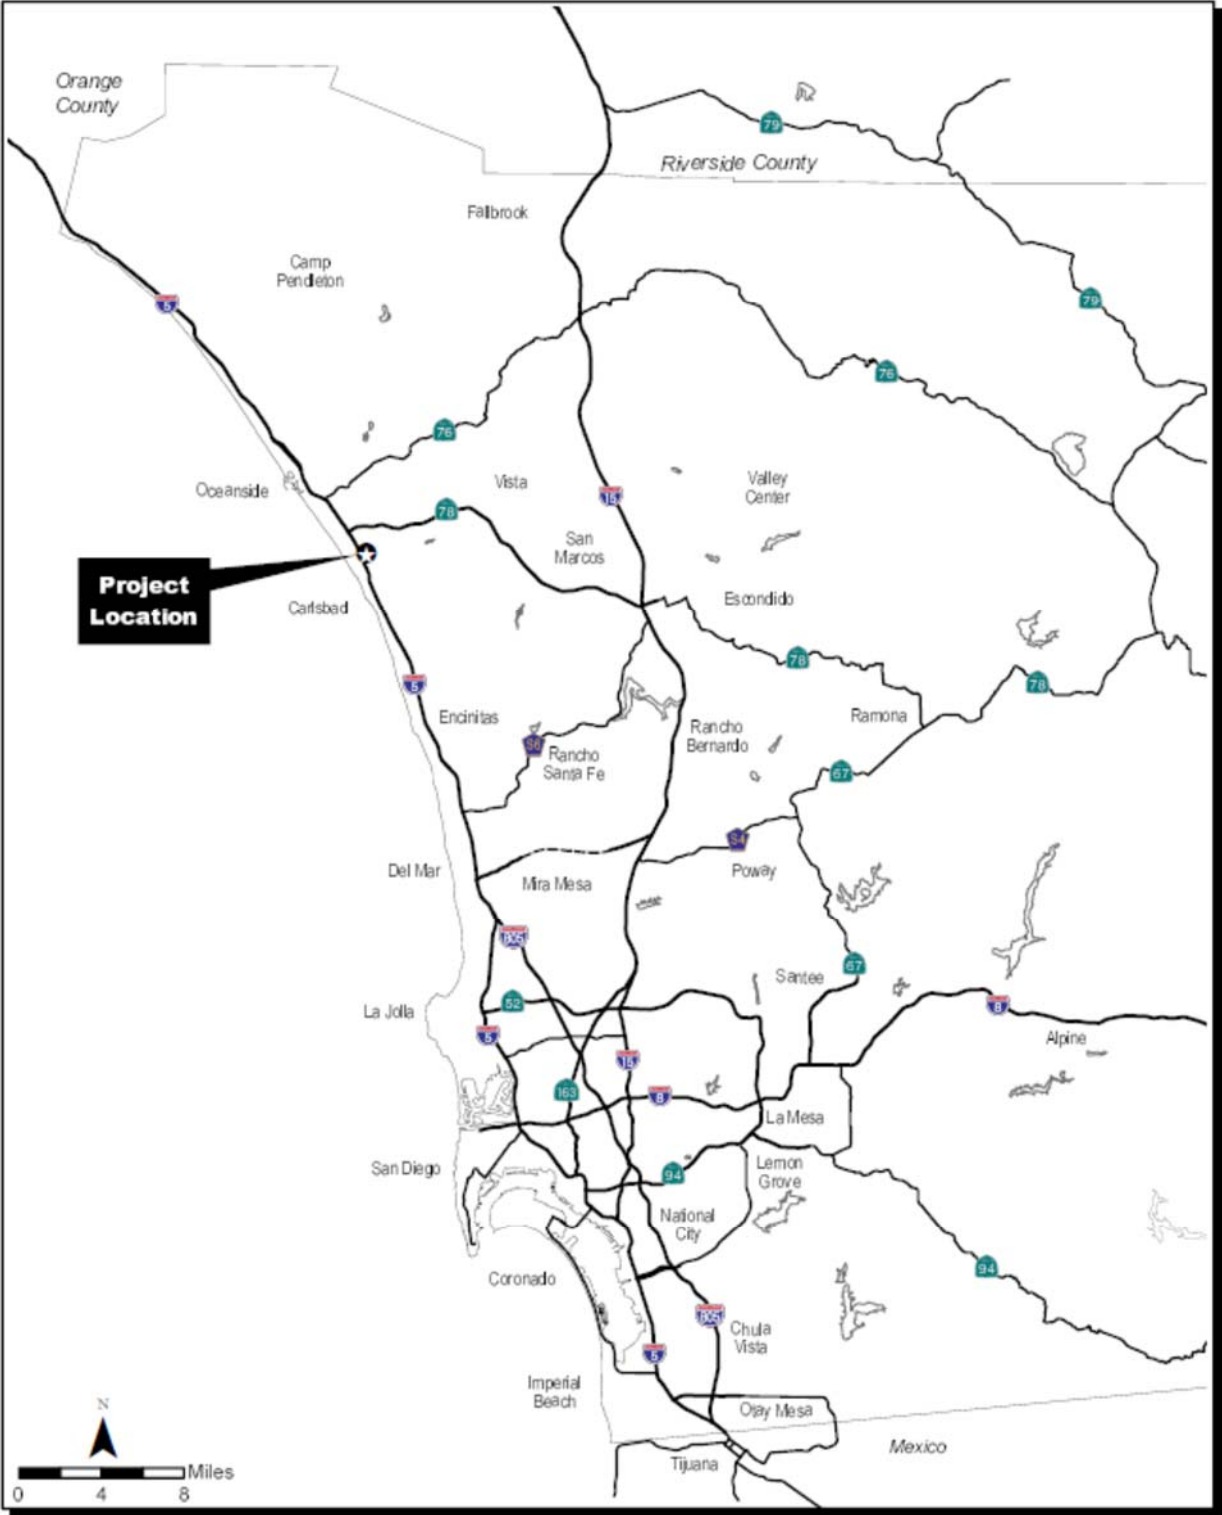 Orange
County
79
Riverside County
Fallbrook
Camp
Pendleton
5
79
76
76
Oceanside
Vista
Valley
Center
15
78
San
Marcos
Project
Location
Carlsbad
Escondido
78
78
5
Encinitas
Ramona
Rancho
Bernardo
S6
Rancho
Santa Fe
67
S4
Del Mar
Mira Mesa
Poway
805
67
Santee
52
La Jolla
8
5
Alpine
15
163
8
La Mesa
San Diego
94
Lemon
Grove
National
City
94
Coronado
805
Chula
Vista
5
Imperial
Beach
Otay Mesa
N
Mexico
Tijuana
Miles
0 4 8